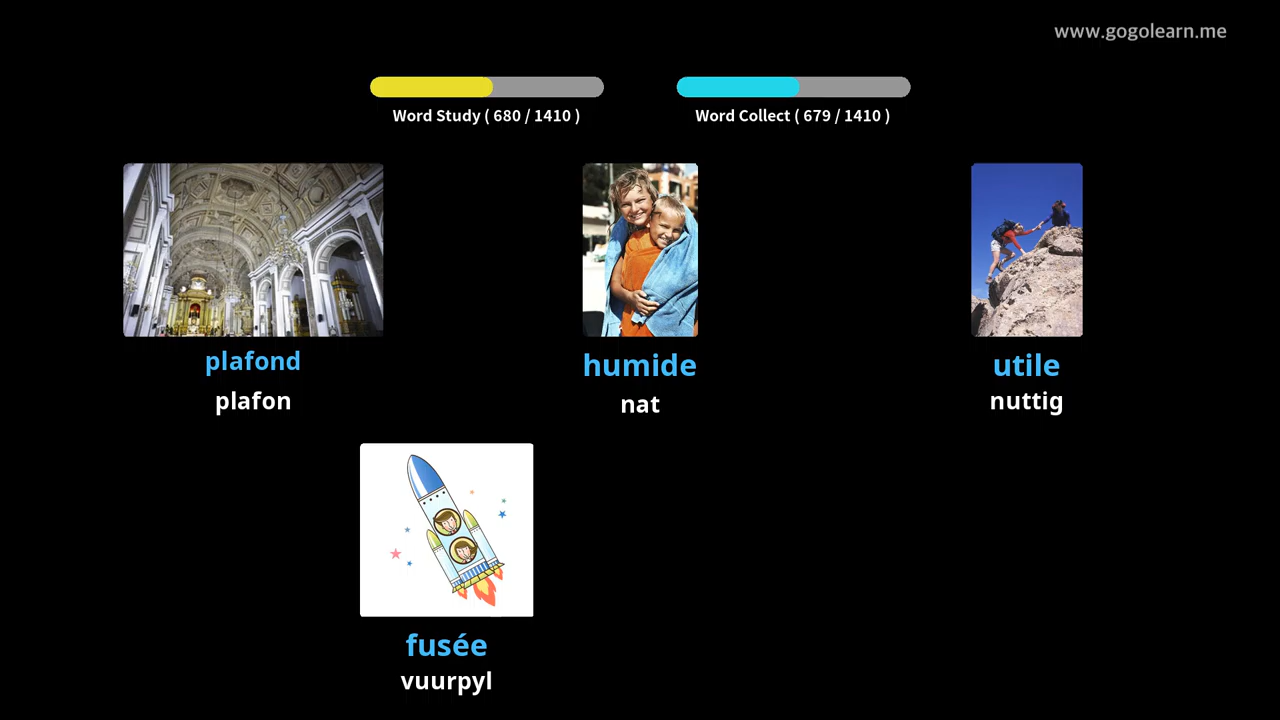 www.gogolearn.me
Word Study ( 680 / 1410 )
Word Collect ( 679 / 1410 )
plafond
plafon
humide
nat
utile
nuttig
fusée
vuurpyl